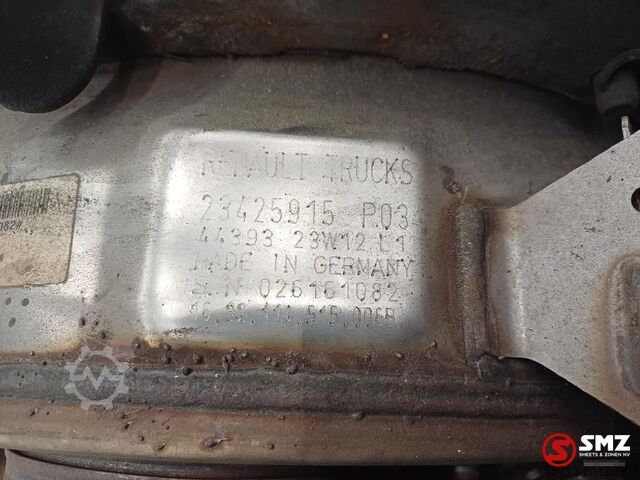 RENAULT TRUCKS
23425915 P03
44393 23W12 L1
MADE IN GERMANY
S.N 026161082
SMZ
SHEETS & ZONEN NV